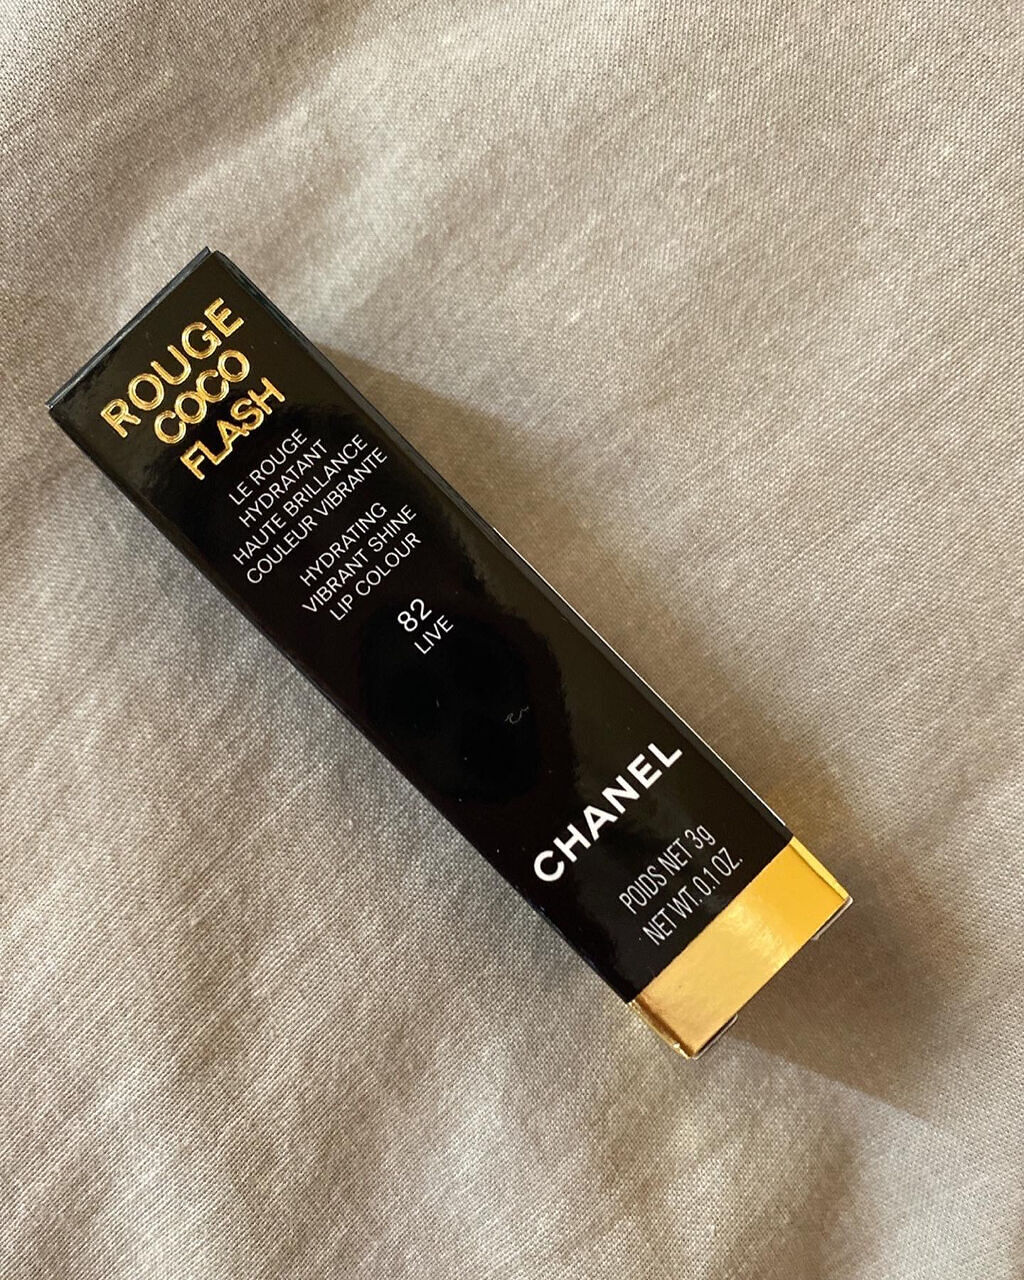 ROUGE
COCO
FLASH
LE ROUGE
HYDRATANT
HAUTE BRILLANCE
COULEUR VIBRANTE
HYDRATING
VIBRANT SHINE
LIP COLOUR
82
LIVE
CHANEL
POIDS NET 3g
NET WT. 0.1 OZ.